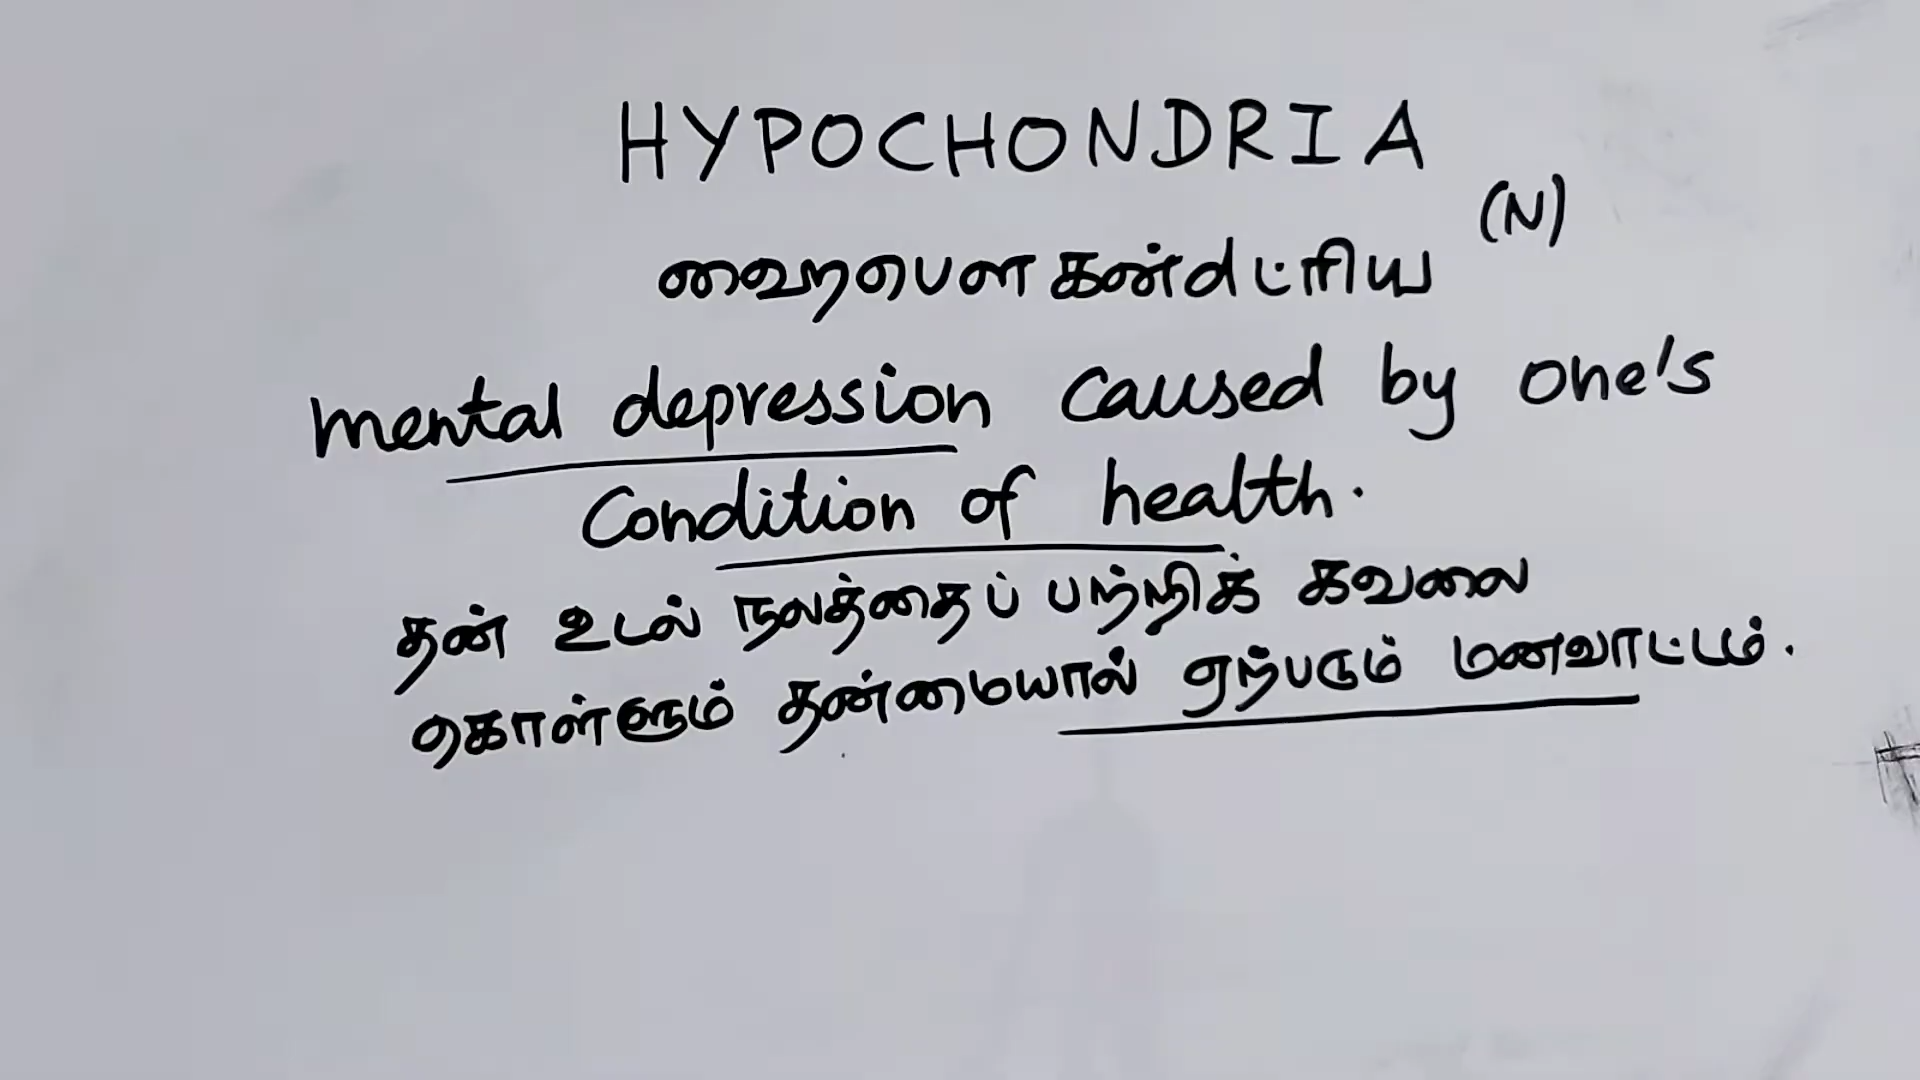 HYPOCHONDRIA
(N)
ஹைபௌகன்ட்ரிய
mental depression caused by one's
Condition of health.
தன் உடல் நலத்தைப் பற்றிக் கவலை
கொள்ளும் தன்மையால் ஏற்படும் மனவாட்டம்.